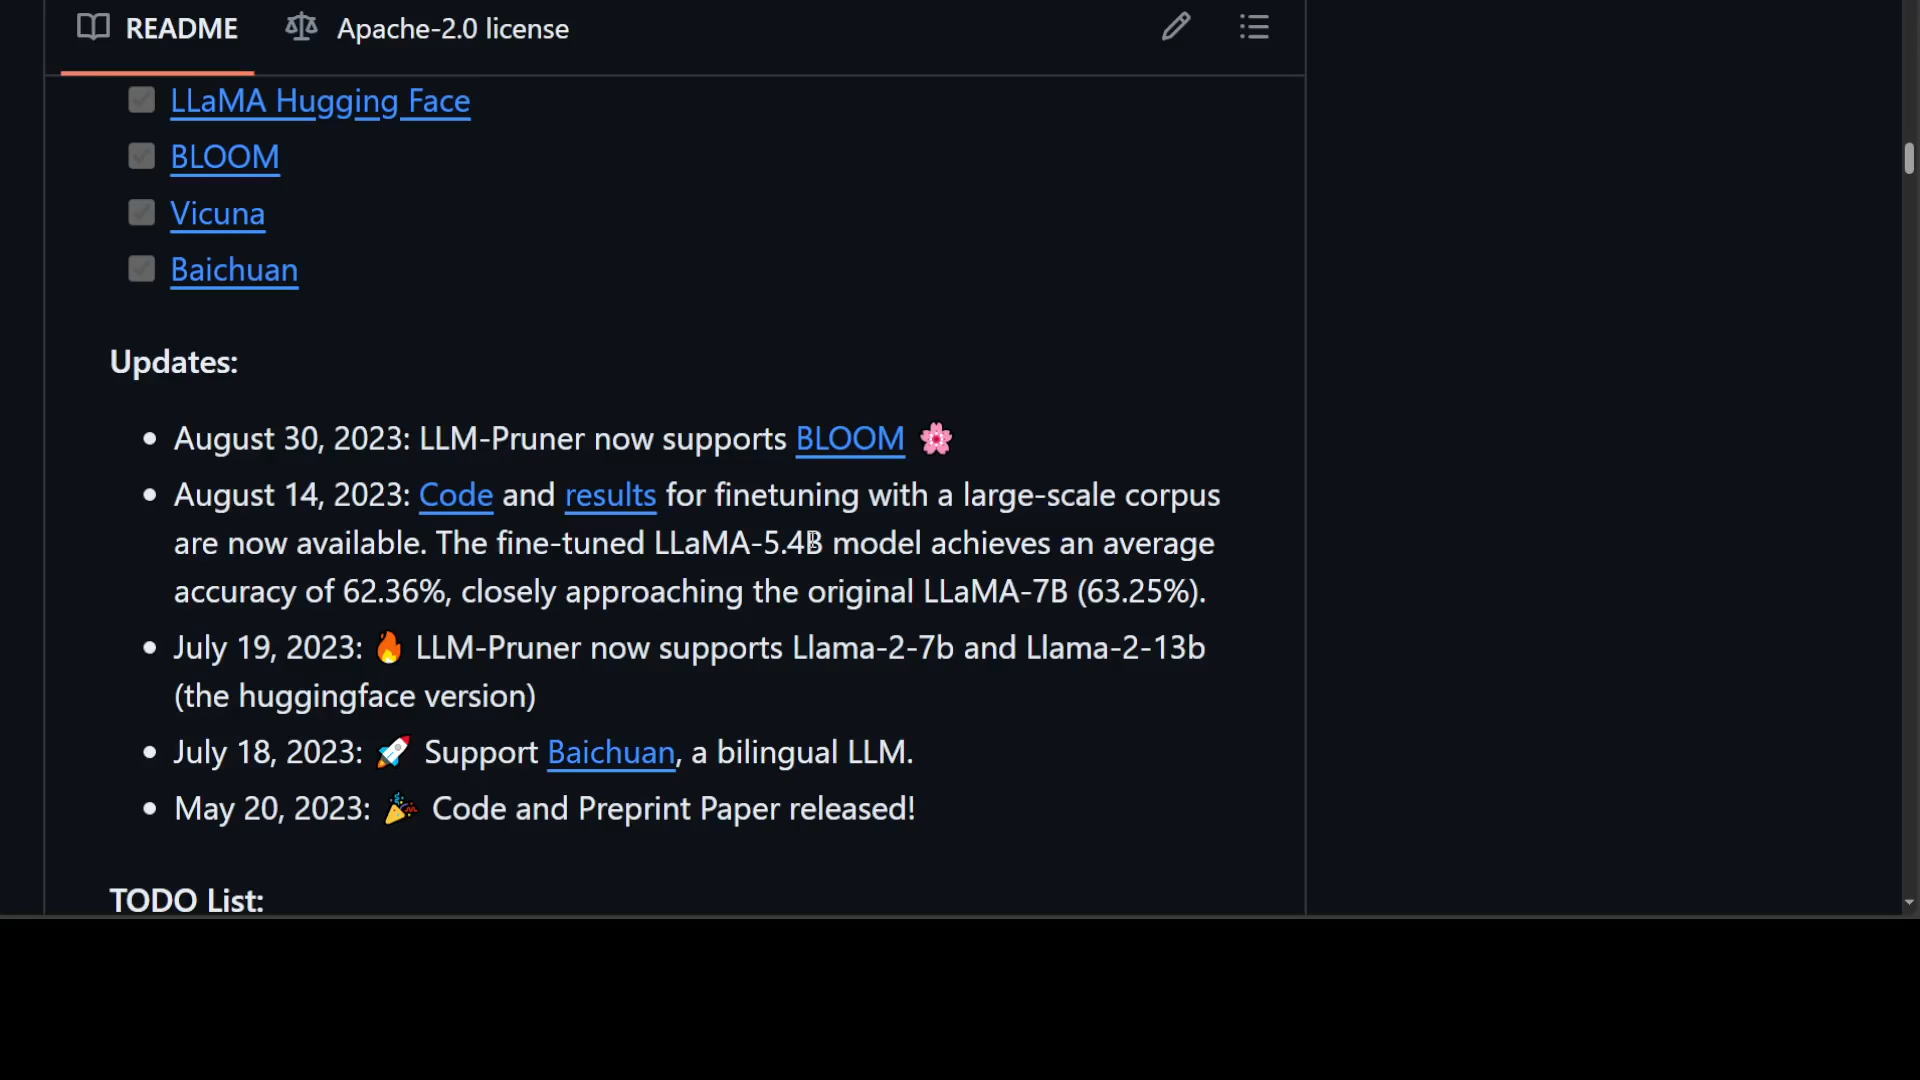 README Apache-2.0 license
LLaMA Hugging Face
BLOOM
Vicuna
Baichuan
Updates:
August 30, 2023: LLM-Pruner now supports BLOOM 🌸
August 14, 2023: Code and results for finetuning with a large-scale corpus
are now available. The fine-tuned LLaMA-5.4B model achieves an average
accuracy of 62.36%, closely approaching the original LLaMA-7B (63.25%).
July 19, 2023: 🔥 LLM-Pruner now supports Llama-2-7b and Llama-2-13b
(the huggingface version)
July 18, 2023: 🚀 Support Baichuan, a bilingual LLM.
May 20, 2023: 🎉 Code and Preprint Paper released!
TODO List: